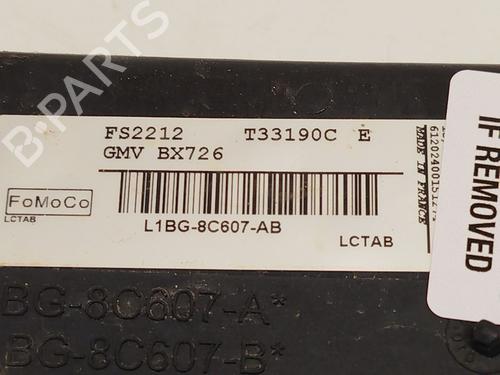 B-PARTS
FS2212 T33190C E
GMV BX726
FoMoCo
LCTAB
L1BG-8C607-AB
LCTAB
MADE IN FRANCE
IF REMOVED
BG-8C607-A*
BG-8C607-B*